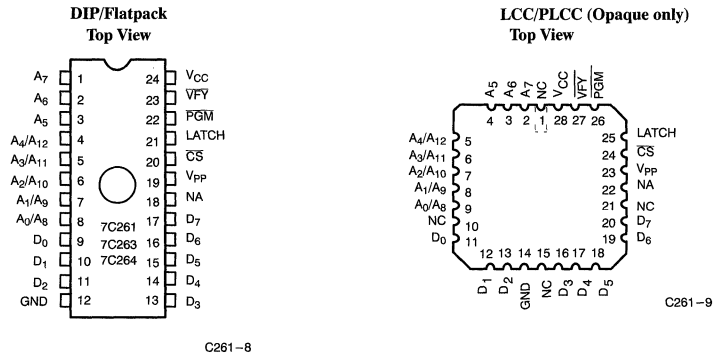 DIP/Flatpack
Top View
A7 1 24 VCC
A6 2 23 VFY
A5 3 22 PGM
A4/A12 4 21 LATCH
A3/A11 5 20 CS
A2/A10 6 19 VPP
A1/A9 7 18 NA
A0/A8 8 7C261 17 D7
D0 9 7C263 16 D6
D1 10 7C264 15 D5
D2 11 14 D4
GND 12 13 D3
C261-8
LCC/PLCC (Opaque only)
Top View
A5 A6 A7 NC VCC VFY PGM
4 3 2 1 28 27 26
A4/A12 5 25 LATCH
A3/A11 6 24 CS
A2/A10 7 23 VPP
A1/A9 8 22 NA
A0/A8 9 21 NC
NC 10 20 D7
D0 11 19 D6
12 13 14 15 16 17 18
D1 D2 GND NC D3 D4 D5
C261-9